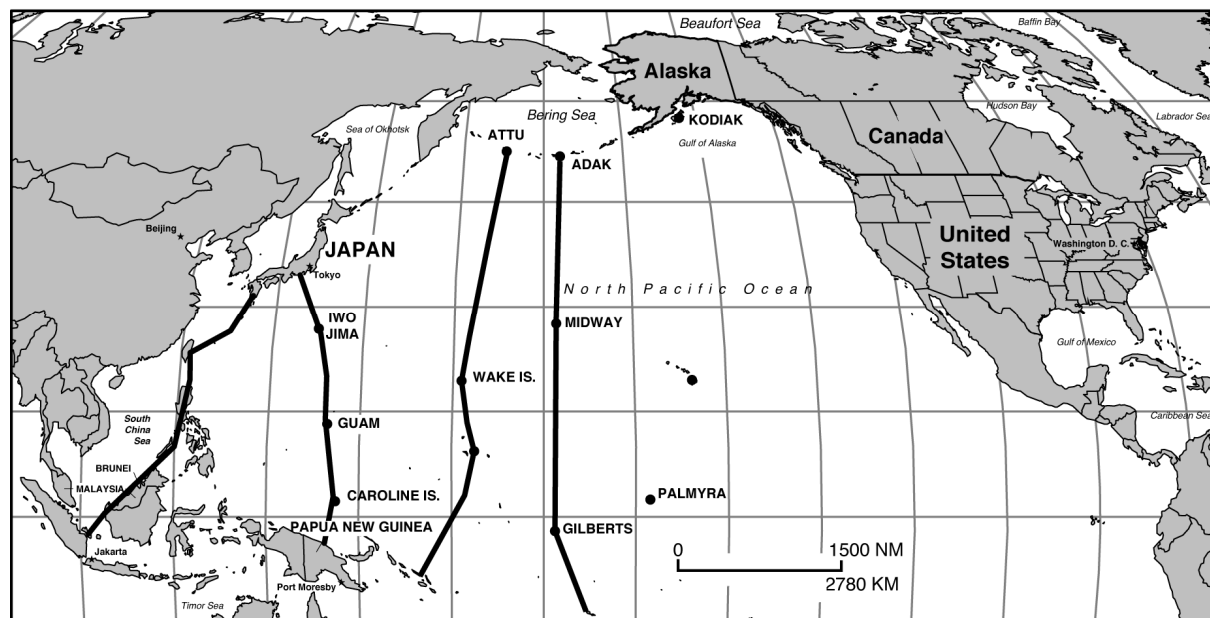 Beaufort Sea
Baffin Bay
Alaska
Hudson Bay
Bering Sea
KODIAK
Labrador Sea
Sea of Okhotsk
ATTU
Gulf of Alaska
Canada
ADAK
Beijing
JAPAN
United
States
Washington D. C.
Tokyo
North Pacific Ocean
IWO
JIMA
MIDWAY
Gulf of Mexico
WAKE IS.
South
China
Sea
GUAM
Caribbean Sea
BRUNEI
MALAYSIA
CAROLINE IS.
PALMYRA
PAPUA NEW GUINEA
GILBERTS
Jakarta
0
1500 NM
2780 KM
Port Moresby
Timor Sea